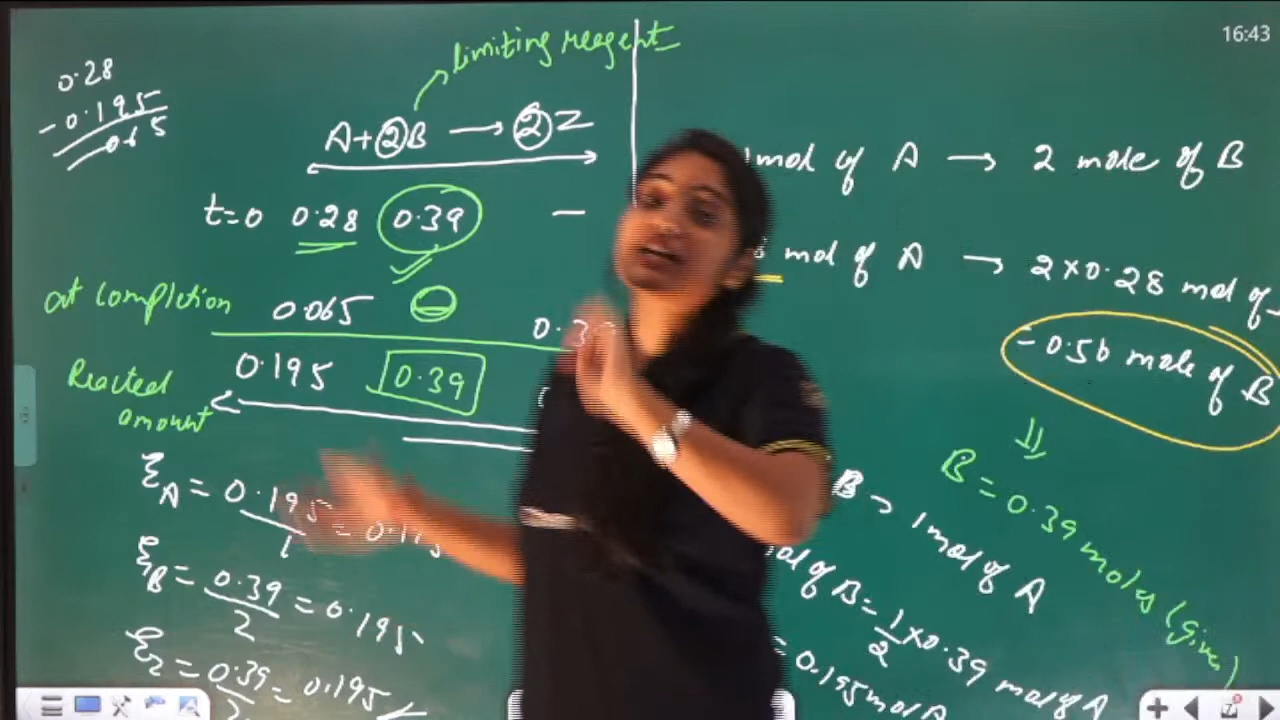 16:43
0.28
- 0.195
065
limiting reagent
A + 2B → 2Z
t=0 0.28 0.39 —
at completion 0.065
Reacted 0.195 0.39
amount
ξA = 0.195/1 =
ξB = 0.39/2 = 0.195
ξz = 0.39/2 = 0.195
1mol of A → 2 mole of B
mol of A → 2×0.28 mol of
- 0.56 mole of B
⇓
B = 0.39 moles (given)
B → 1mol of A
mol of B = 1/2 × 0.39 mol of A
= 0.195 mol A